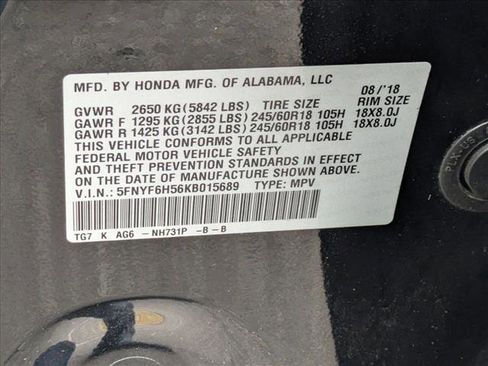 MFD. BY HONDA MFG. OF ALABAMA, LLC 08/'18
GVWR 2650 KG (5842 LBS) TIRE SIZE RIM SIZE
GAWR F 1295 KG (2855 LBS) 245/60R18 105H 18X8.0J
GAWR R 1425 KG (3142 LBS) 245/60R18 105H 18X8.0J
THIS VEHICLE CONFORMS TO ALL APPLICABLE
FEDERAL MOTOR VEHICLE SAFETY, BUMPER,
AND THEFT PREVENTION STANDARDS IN EFFECT
ON THE DATE OF MANUFACTURE SHOWN ABOVE.
V.I.N.: 5FNYF6H56KB015689 TYPE: MPV
TG7 K AG6 -NH731P -B -B